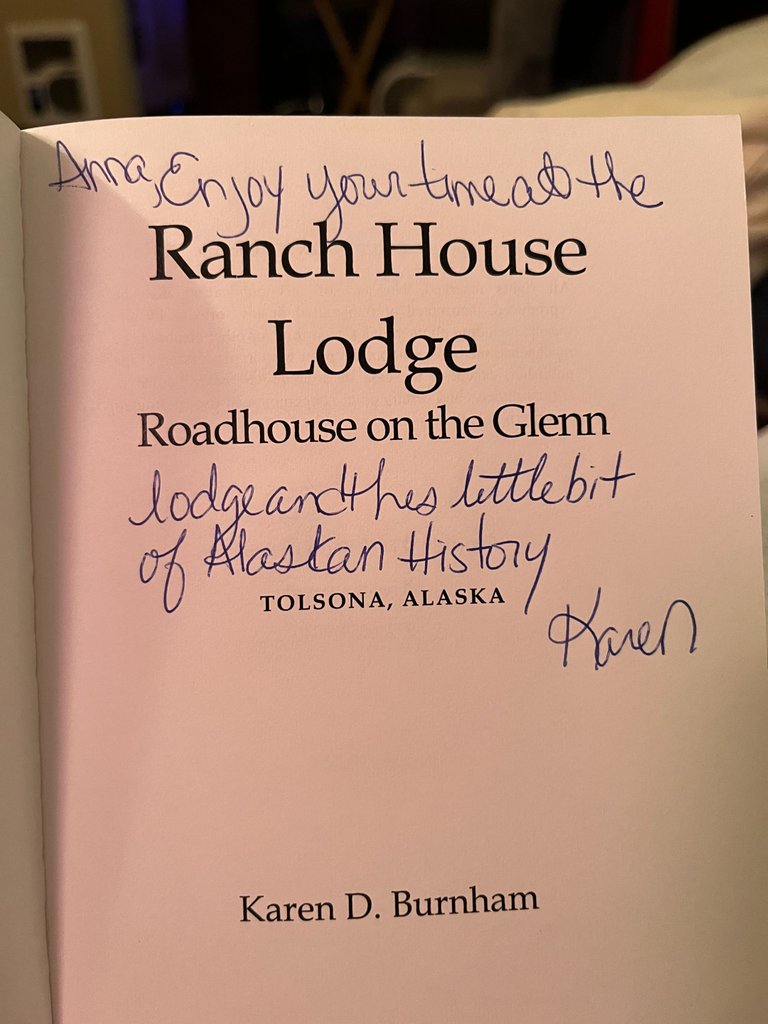 Anna, Enjoy your time at the
Ranch House
Lodge
Roadhouse on the Glenn
lodge and thes little bit
of Alaskan History
TOLSONA, ALASKA
Karen
Karen D. Burnham